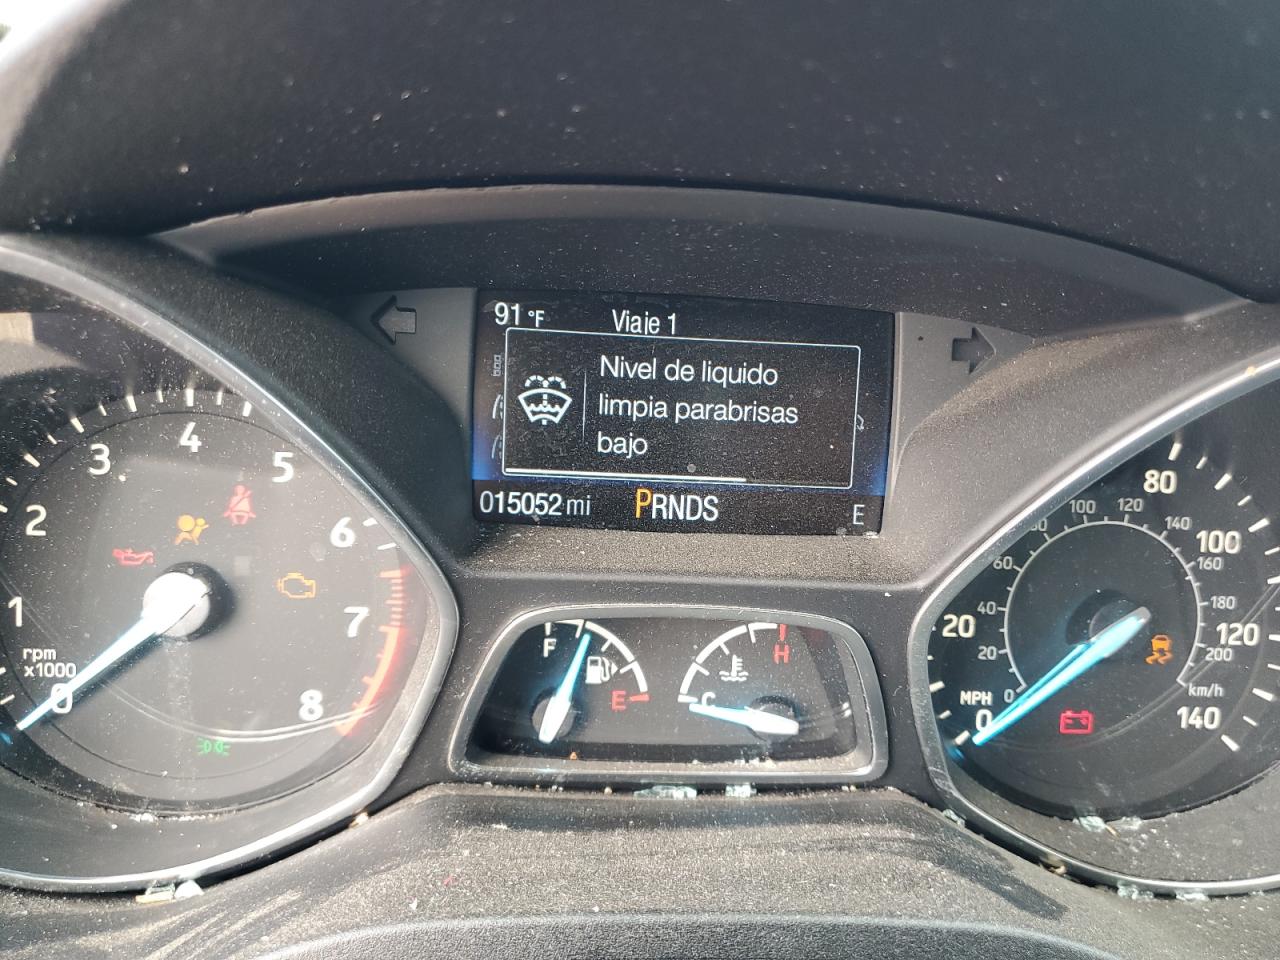 91 °F Viaje 1
Nivel de liquido
limpia parabrisas
bajo
015052 mi PRNDS E
0 1 2 3 4 5 6 7 8
rpm
x1000
F E
C H
0 20 80 100 120 140
MPH
0 20 40 60 80 100 120 140 160 180 200
km/h